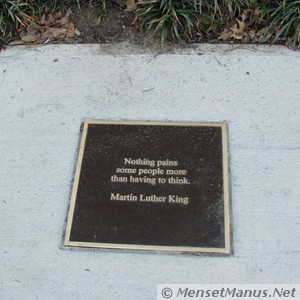 Nothing pains
some people more
than having to think.
Martin Luther King
© MensetManus.Net